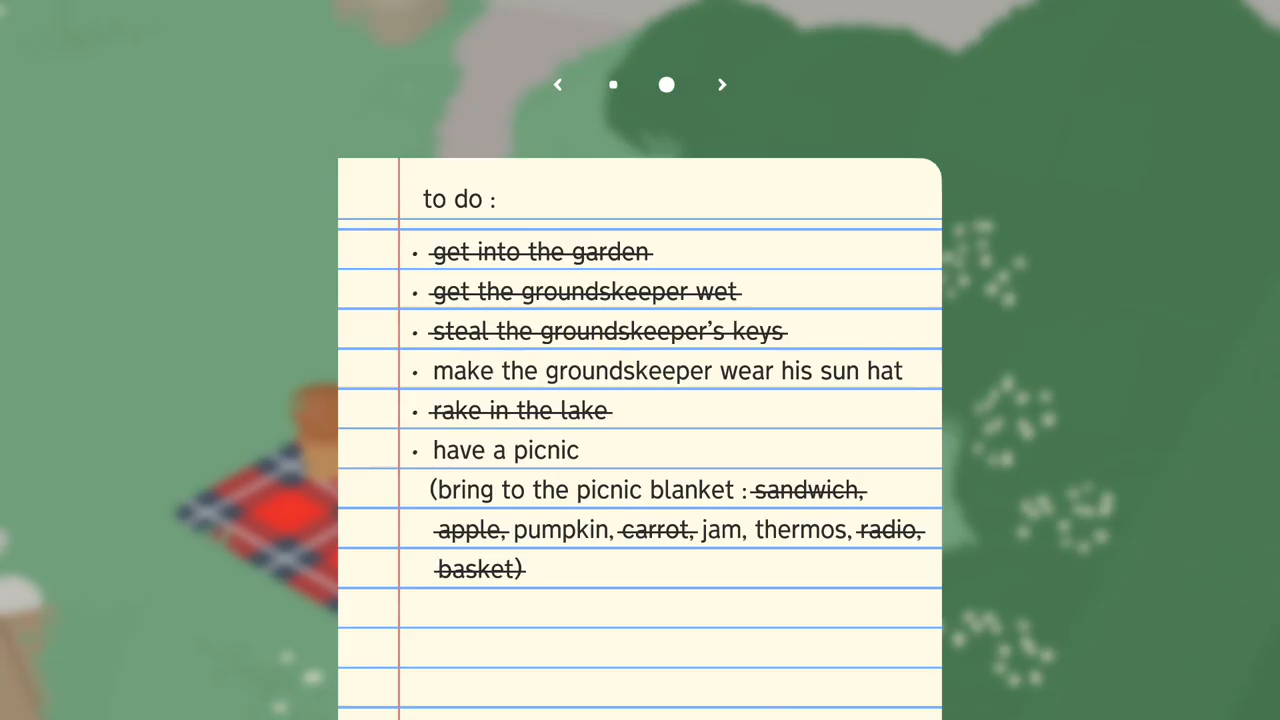 to do :
· get into the garden
· get the groundskeeper wet
· steal the groundskeeper's keys
· make the groundskeeper wear his sun hat
· rake in the lake
· have a picnic
(bring to the picnic blanket : sandwich,
apple, pumpkin, carrot, jam, thermos, radio,
basket)